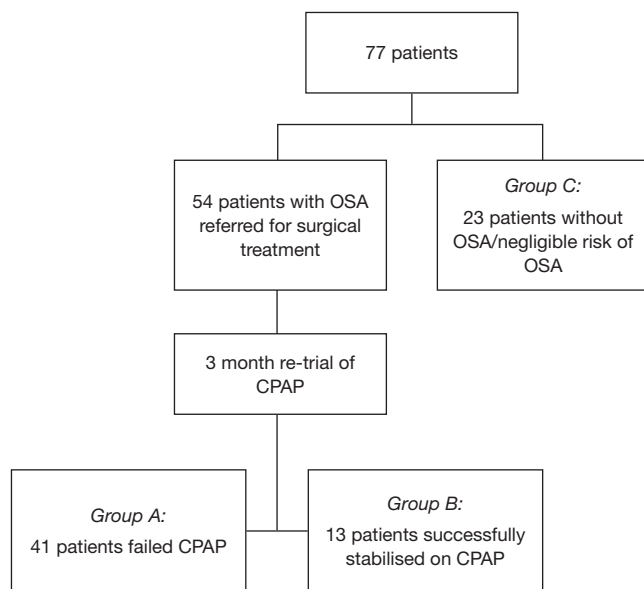 77 patients
54 patients with OSA
referred for surgical
treatment
Group C:
23 patients without
OSA/negligible risk of
OSA
3 month re-trial of
CPAP
Group A:
41 patients failed CPAP
Group B:
13 patients successfully
stabilised on CPAP